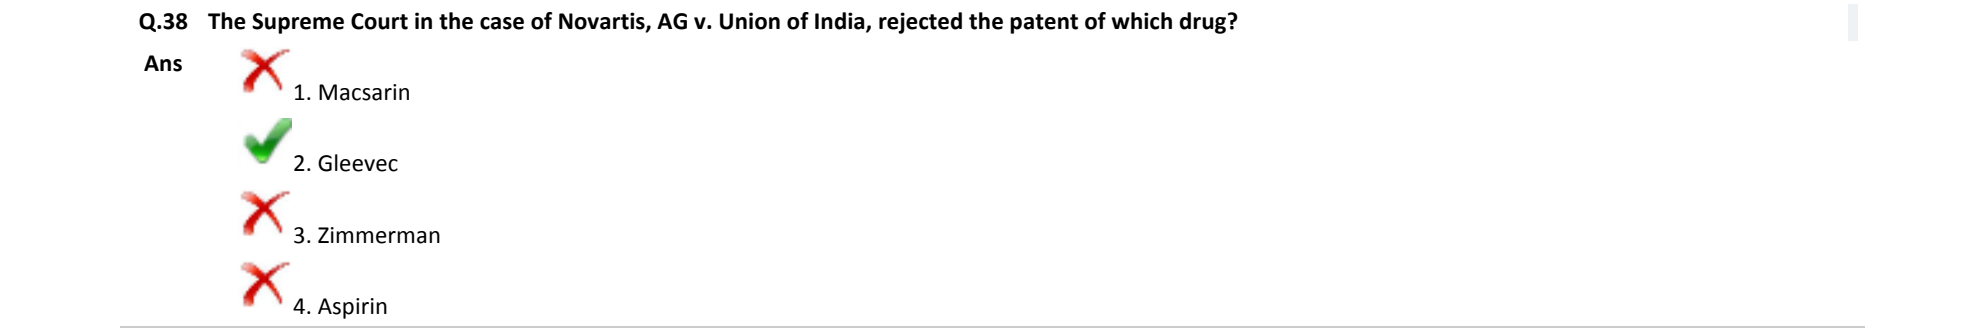 Q.38 The Supreme Court in the case of Novartis, AG v. Union of India, rejected the patent of which drug?
Ans
1. Macsarin
2. Gleevec
3. Zimmerman
4. Aspirin